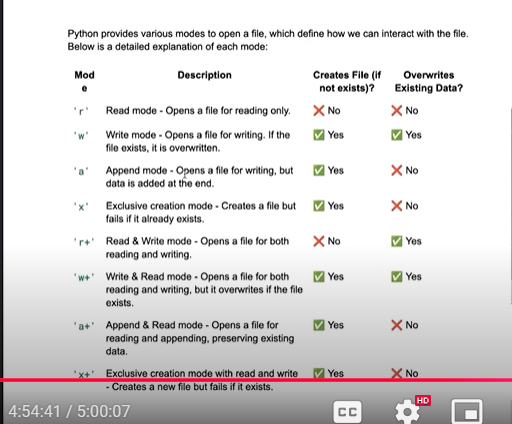 Python provides various modes to open a file, which define how we can interact with the file.
Below is a detailed explanation of each mode:
Mod Description Creates File (if Overwrites
e not exists)? Existing Data?
'r' Read mode - Opens a file for reading only. ❌ No ❌ No
'w' Write mode - Opens a file for writing. If the ✅ Yes ✅ Yes
file exists, it is overwritten.
'a' Append mode - Opens a file for writing, but ✅ Yes ❌ No
data is added at the end.
'x' Exclusive creation mode - Creates a file but ✅ Yes ❌ No
fails if it already exists.
'r+' Read & Write mode - Opens a file for both ❌ No ✅ Yes
reading and writing.
'w+' Write & Read mode - Opens a file for both ✅ Yes ✅ Yes
reading and writing, but it overwrites if the file
exists.
'a+' Append & Read mode - Opens a file for ✅ Yes ❌ No
reading and appending, preserving existing
data.
'x+' Exclusive creation mode with read and write ✅ Yes ❌ No
- Creates a new file but fails if it exists.
4:54:41 / 5:00:07 CC HD